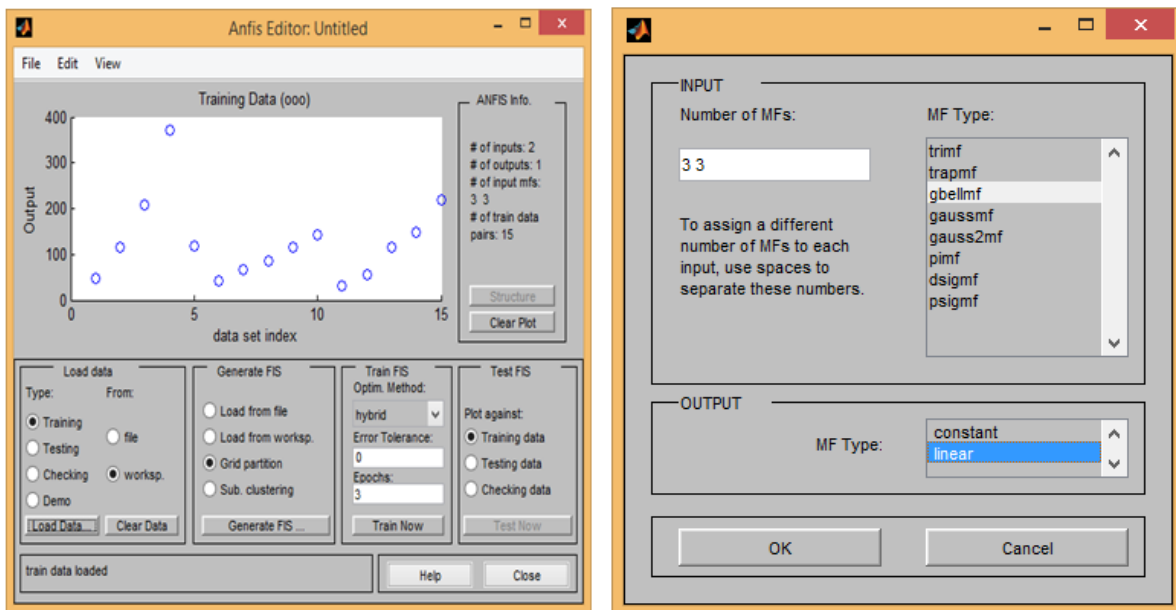 Anfis Editor: Untitled
File Edit View
Training Data (ooo)
400
300
200
100
0
Output
0 5 10 15
data set index
ANFIS Info.
# of inputs: 2
# of outputs: 1
# of input mfs:
3 3
# of train data
pairs: 15
Structure
Clear Plot
Load data
Type: From:
Training
Testing
Checking
Demo
file
worksp.
Load Data... Clear Data
Generate FIS
Load from file
Load from worksp.
Grid partition
Sub. clustering
Generate FIS ...
Train FIS
Optim. Method:
hybrid
Error Tolerance:
0
Epochs:
3
Train Now
Test FIS
Plot against:
Training data
Testing data
Checking data
Test Now
train data loaded
Help Close
INPUT
Number of MFs:
3 3
To assign a different
number of MFs to each
input, use spaces to
separate these numbers.
MF Type:
trimf
trapmf
gbellmf
gaussmf
gauss2mf
pimf
dsigmf
psigmf
OUTPUT
MF Type:
constant
linear
OK Cancel